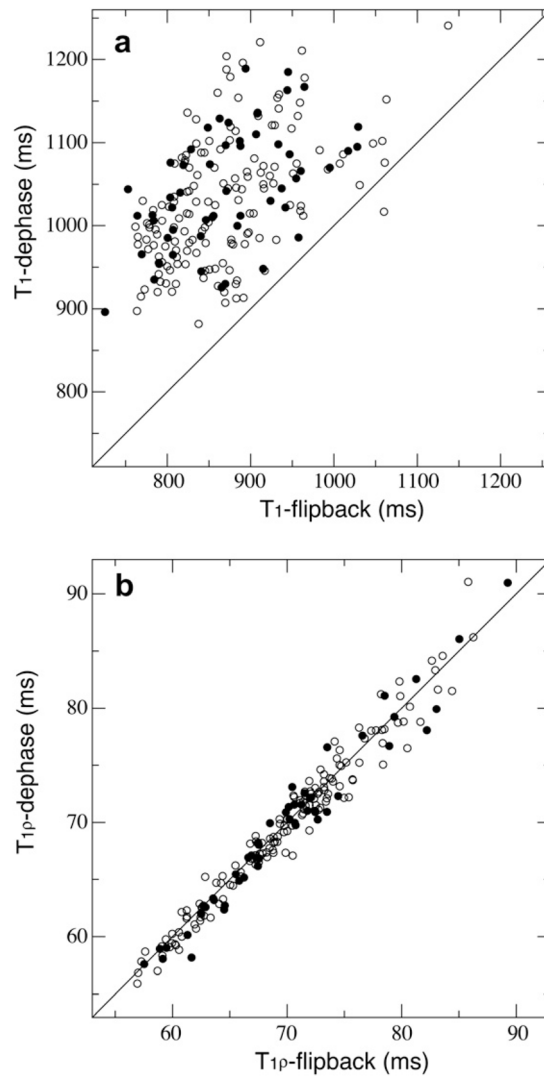 a
1200
1100
1000
900
800
T1-dephase (ms)
800 900 1000 1100 1200
T1-flipback (ms)
b
90
80
70
60
T1ρ-dephase (ms)
60 70 80 90
T1ρ-flipback (ms)